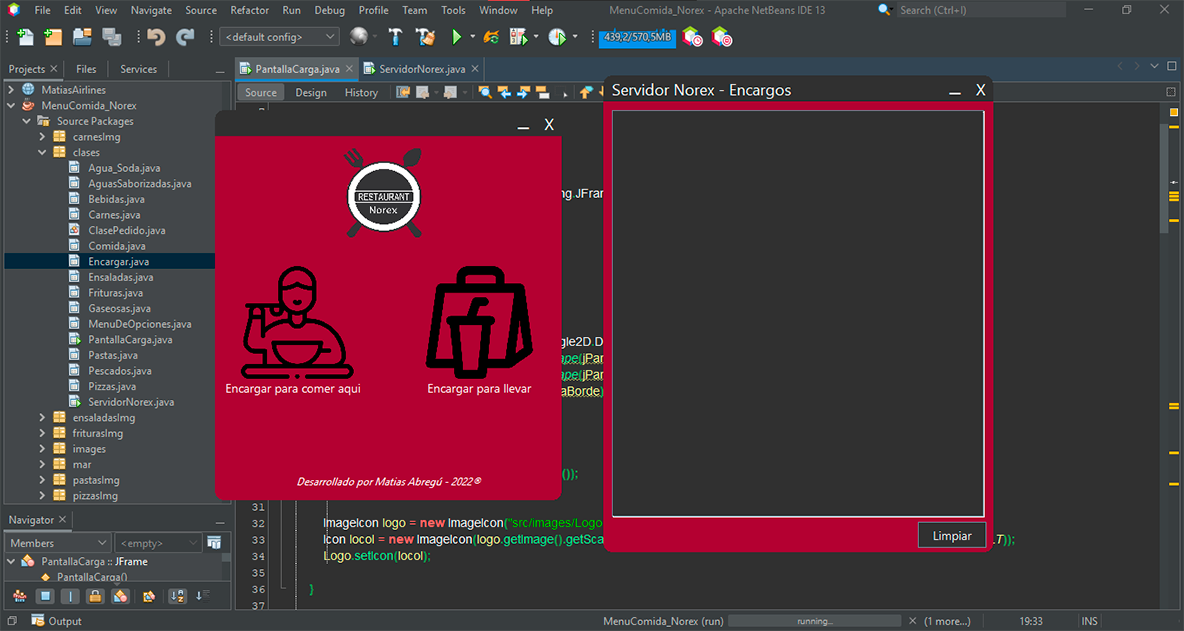 File Edit View Navigate Source Refactor Run Debug Profile Team Tools Window Help
MenuComida_Norex - Apache NetBeans IDE 13
Search (Ctrl+I)
<default config>
439,2/570,5MB
Projects
Files
Services
PantallaCarga.java
ServidorNorex.java
Source
Design
History
MatiasAirlines
MenuComida_Norex
Source Packages
carnesImg
clases
Agua_Soda.java
AguasSaborizadas.java
Bebidas.java
Carnes.java
ClasePedido.java
Comida.java
Encargar.java
Ensaladas.java
Frituras.java
Gaseosas.java
MenuDeOpciones.java
PantallaCarga.java
Pastas.java
Pescados.java
Pizzas.java
ServidorNorex.java
ensaladasImg
friturasImg
images
mar
pastasImg
pizzasImg
Navigator
Members
<empty>
PantallaCarga :: JFrame
PantallaCarga()
X
RESTAURANT
Norex
Encargar para comer aqui
Encargar para llevar
Desarrollado por Matias Abregú - 2022®
Servidor Norex - Encargos
X
Limpiar
ng.JFram
gle2D.D
ape(jPar
ape(jPar
aBorde)
());
31
32 ImageIcon logo = new ImageIcon("src/images/Logo
33 Icon locol = new ImageIcon(logo.getImage().getSca
.T));
34 Logo.setIcon(locol);
35
36 }
37
Output
MenuComida_Norex (run)
running...
(1 more...)
19:33
INS